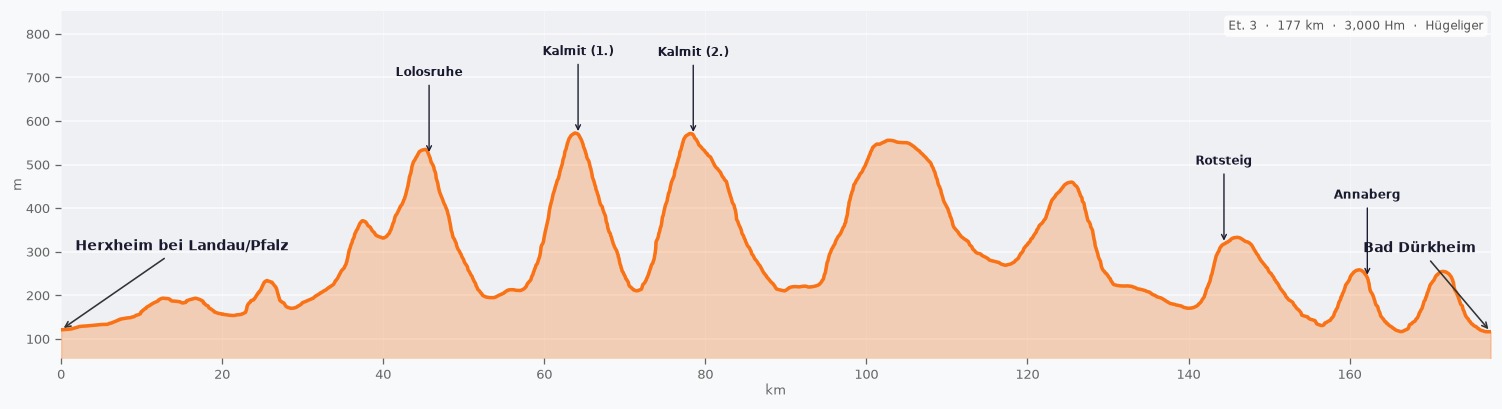 Et. 3 · 177 km · 3,000 Hm · Hügeliger
800
700
600
500
400
300
200
100
m
Herxheim bei Landau/Pfalz
Lolosruhe
Kalmit (1.)
Kalmit (2.)
Rotsteig
Annaberg
Bad Dürkheim
0 20 40 60 80 100 120 140 160
km